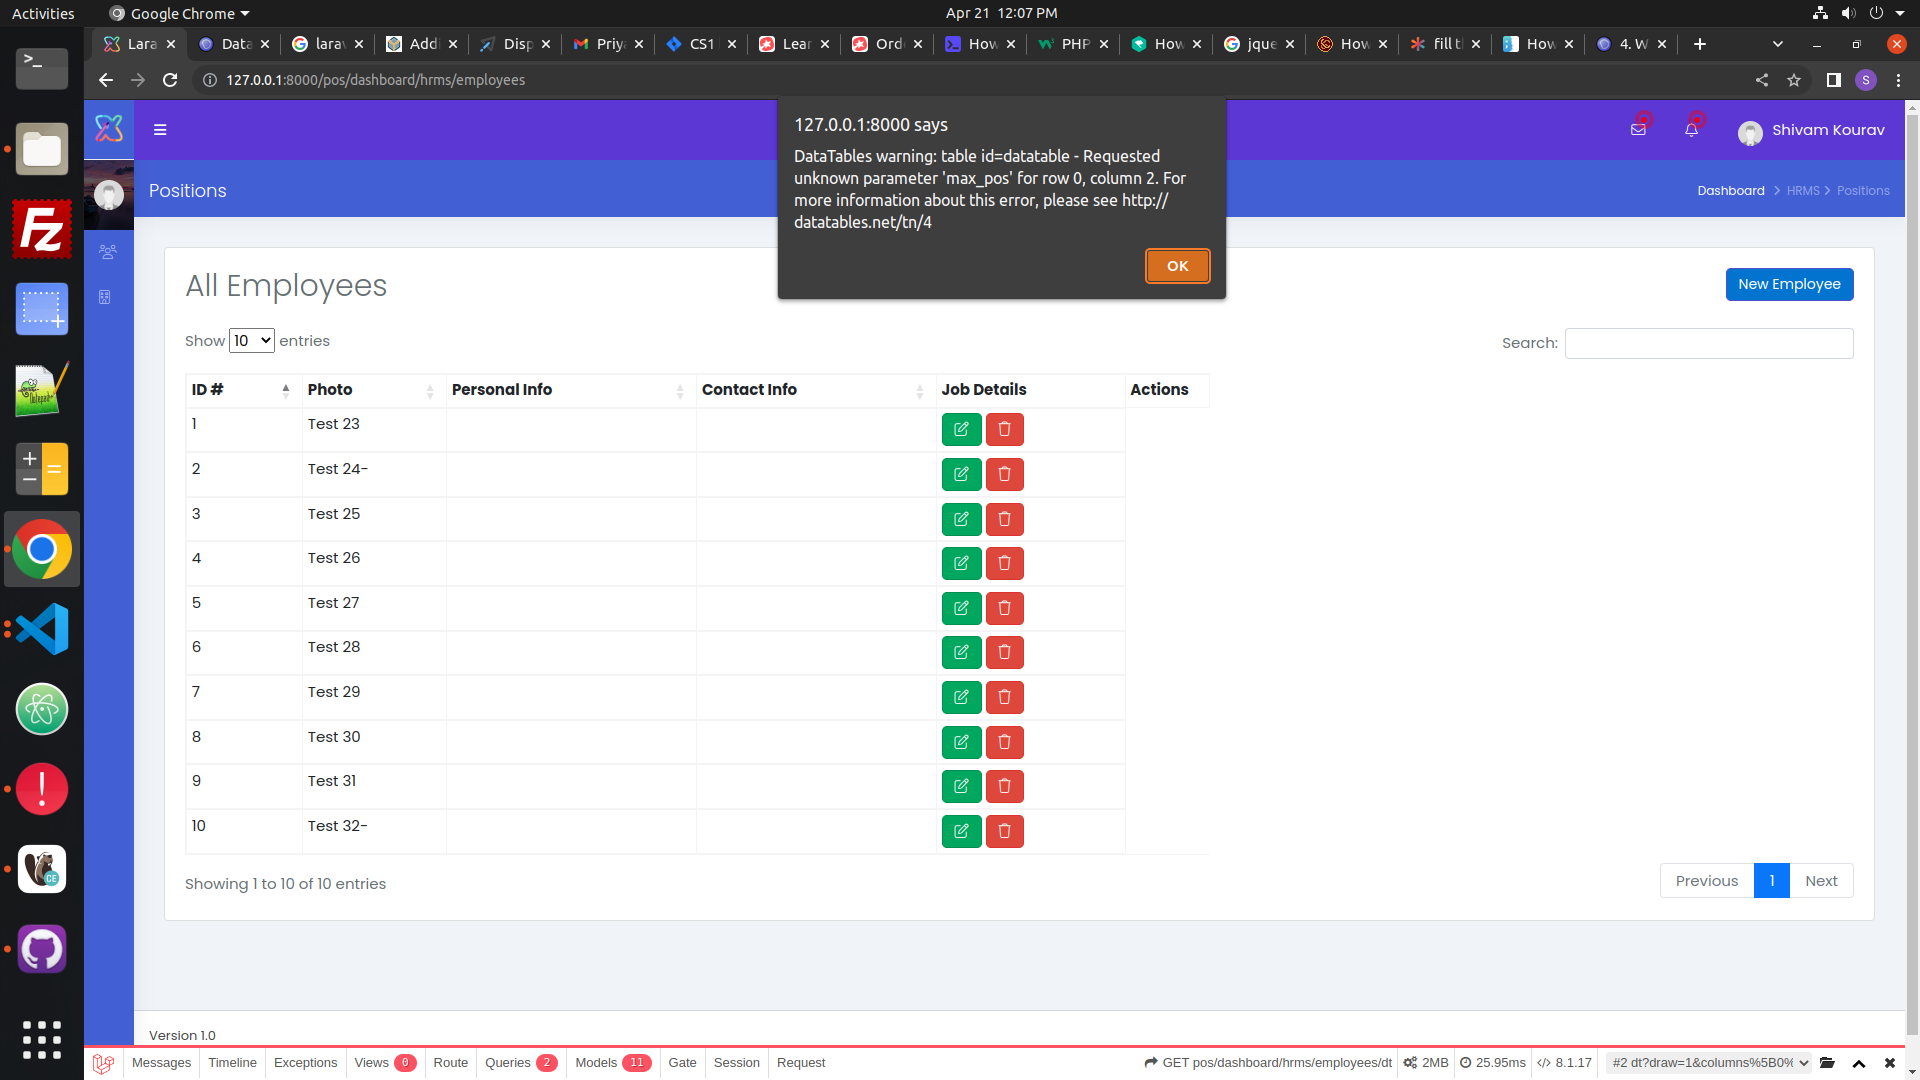 Activities
Google Chrome
Apr 21 12:07 PM
Lara
Data
larav
Addi
Disp
Priya
CS1
Lear
Orde
How
PHP
How
jque
How
fill t
How
4. W
127.0.0.1:8000/pos/dashboard/hrms/employees
S
127.0.0.1:8000 says
DataTables warning: table id=datatable - Requested
unknown parameter 'max_pos' for row 0, column 2. For
more information about this error, please see http://
datatables.net/tn/4
OK
Shivam Kourav
Positions
Dashboard > HRMS > Positions
All Employees
New Employee
Show 10 entries
Search:
ID # Photo Personal Info Contact Info Job Details Actions
1 Test 23
2 Test 24-
3 Test 25
4 Test 26
5 Test 27
6 Test 28
7 Test 29
8 Test 30
9 Test 31
10 Test 32-
Showing 1 to 10 of 10 entries
Previous 1 Next
Version 1.0
Messages Timeline Exceptions Views 0 Route Queries 2 Models 11 Gate Session Request GET pos/dashboard/hrms/employees/dt 2MB 25.95ms 8.1.17 #2 dt?draw=1&columns%5B0%